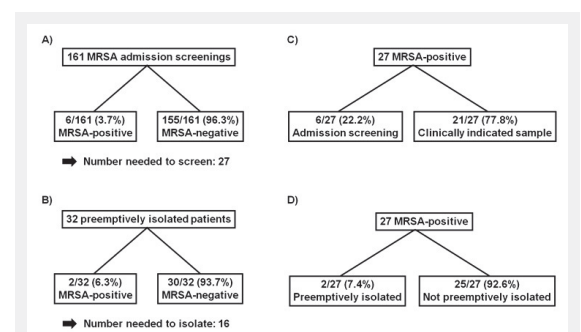 A)
161 MRSA admission screenings
6/161 (3.7%)
MRSA-positive
155/161 (96.3%)
MRSA-negative
➡ Number needed to screen: 27
C)
27 MRSA-positive
6/27 (22.2%)
Admission screening
21/27 (77.8%)
Clinically indicated sample
B)
32 preemptively isolated patients
2/32 (6.3%)
MRSA-positive
30/32 (93.7%)
MRSA-negative
➡ Number needed to isolate: 16
D)
27 MRSA-positive
2/27 (7.4%)
Preemptively isolated
25/27 (92.6%)
Not preemptively isolated